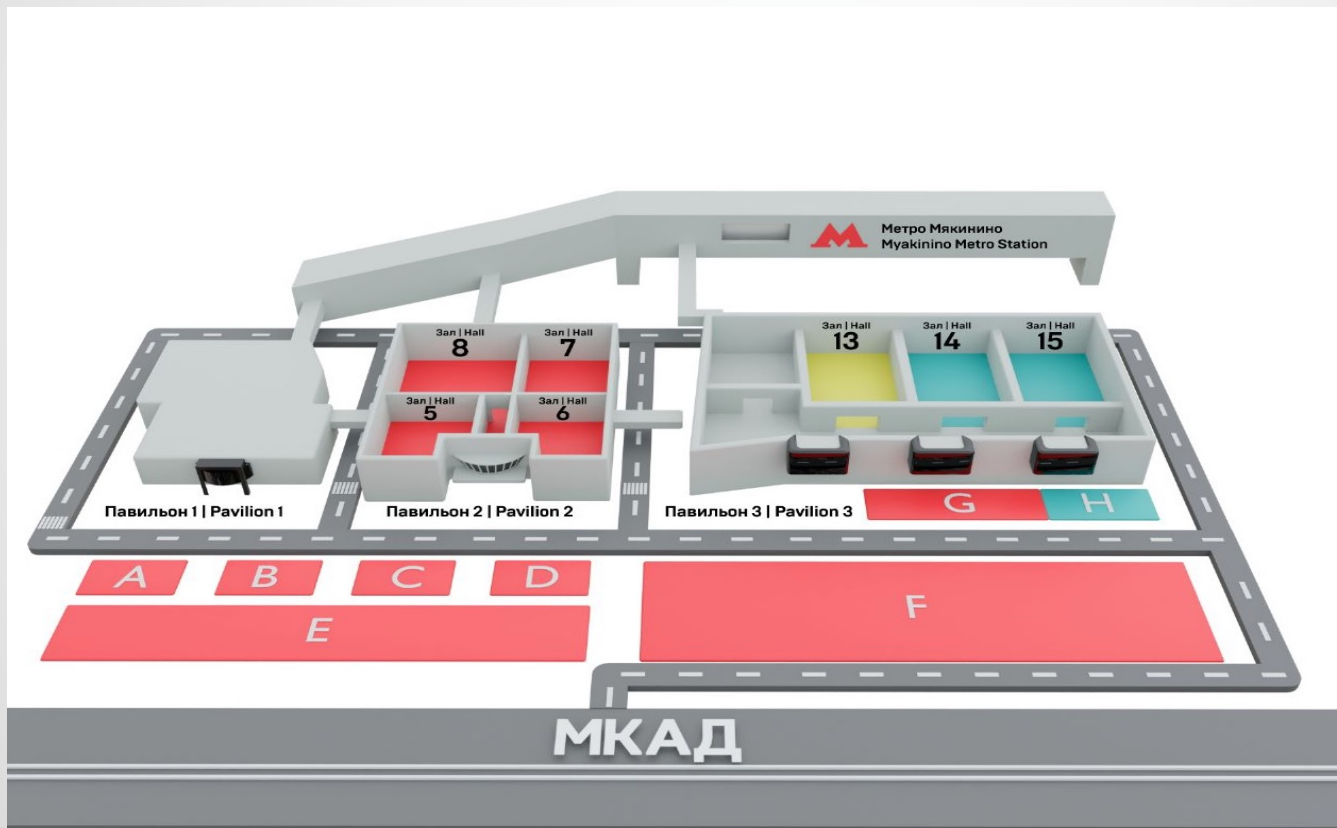 Метро Мякинино
Myakinino Metro Station
Зал | Hall
8
Зал | Hall
7
Зал | Hall
13
Зал | Hall
14
Зал | Hall
15
Зал | Hall
5
Зал | Hall
6
Павильон 1 | Pavilion 1
Павильон 2 | Pavilion 2
Павильон 3 | Pavilion 3
G
H
A
B
C
D
E
F
МКАД